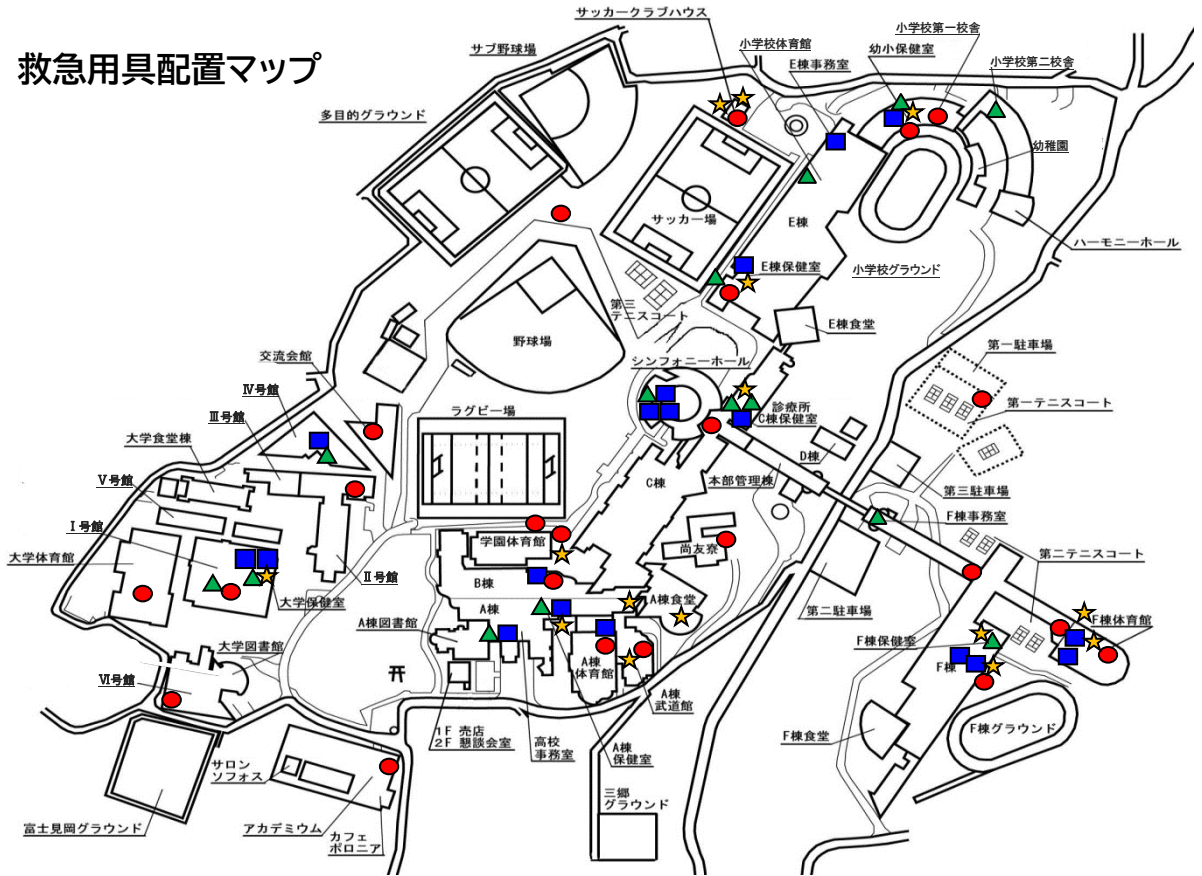 救急用具配置マップ
サッカークラブハウス
サブ野球場
小学校体育館
小学校第一校舎
E棟事務室
幼小保健室
小学校第二校舎
多目的グラウンド
幼稚園
サッカー場
E棟
ハーモニーホール
E棟保健室
小学校グラウンド
第三
テニスコート
E棟食堂
野球場
交流会館
シンフォニーホール
第一駐車場
Ⅳ号館
第一テニスコート
Ⅲ号館
ラグビー場
診療所
C棟保健室
大学食堂棟
D棟
Ⅴ号館
C棟
本部管理棟
第三駐車場
Ⅰ号館
F棟事務室
学園体育館
尚友寮
大学体育館
第二テニスコート
Ⅱ号館
B棟
大学保健室
A棟食堂
第二駐車場
A棟
A棟図書館
F棟体育館
大学図書館
F棟保健室
A棟
体育館
F棟
Ⅵ号館
A棟
武道館
F棟グラウンド
1F 売店
2F 懇談会室
高校
事務室
A棟
保健室
F棟食堂
サロン
ソフォス
三郷
グラウンド
富士見岡グラウンド
アカデミウム
カフェ
ポロニア